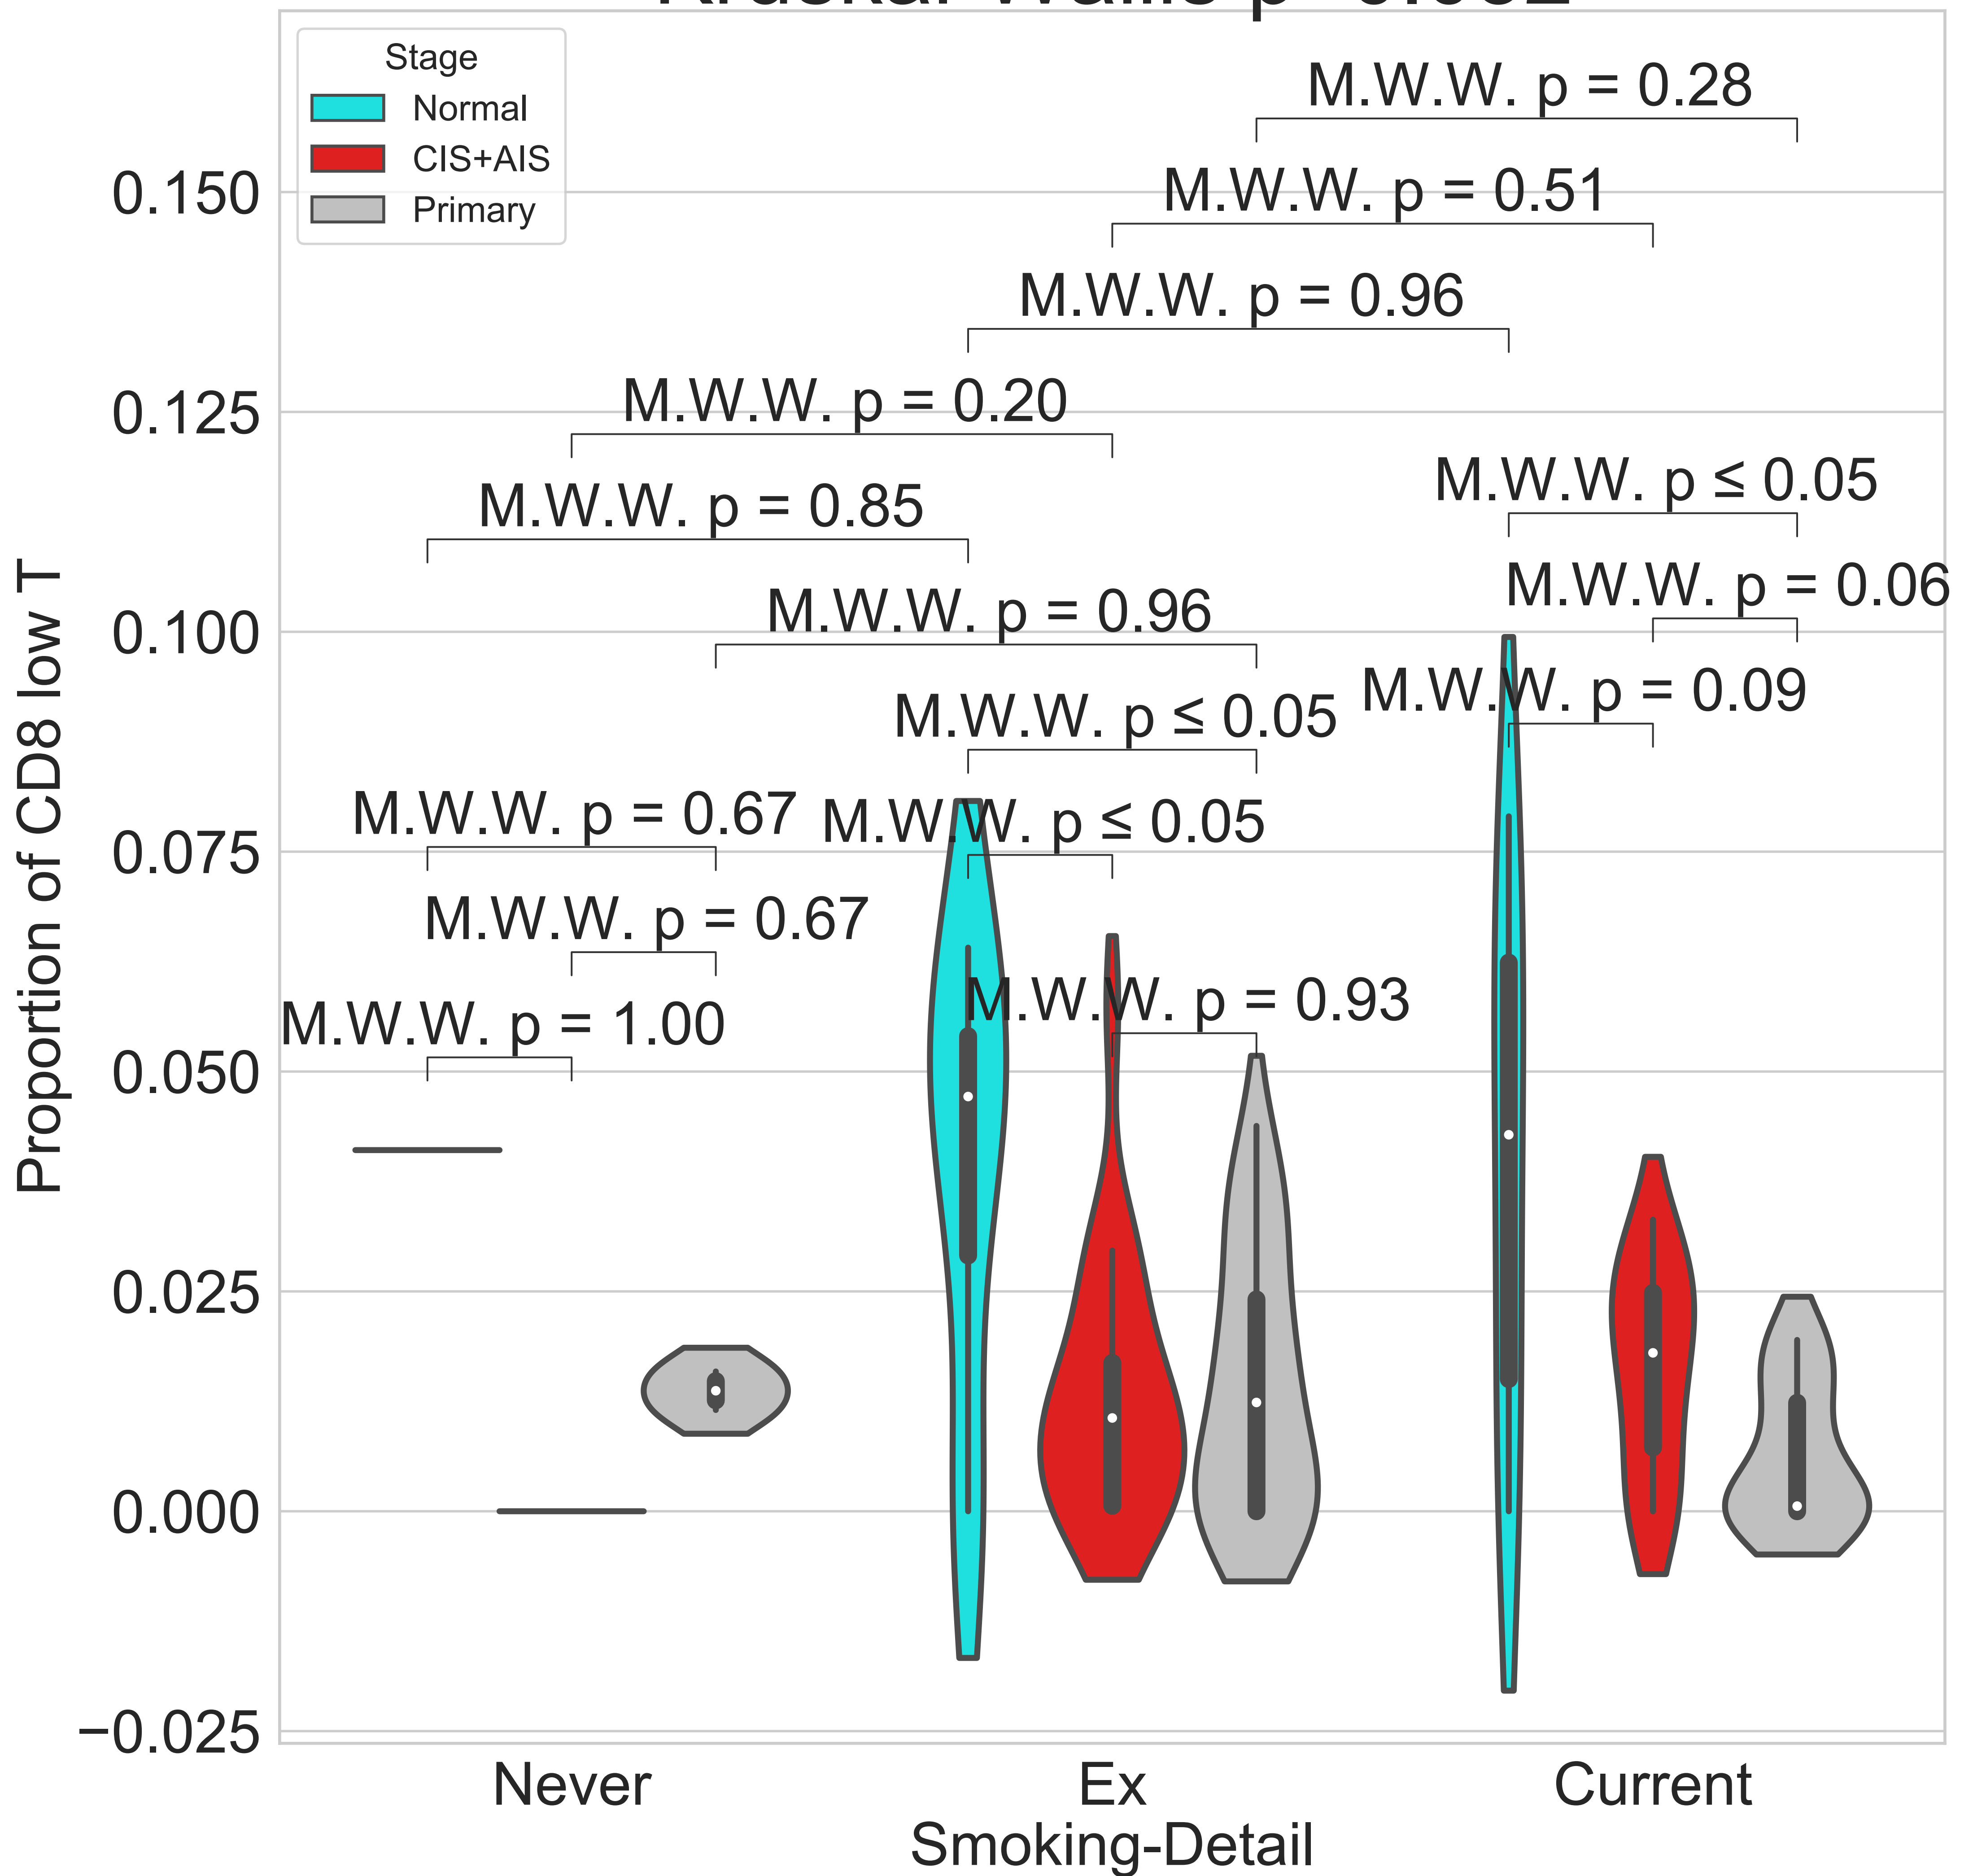 Stage
Normal
CIS+AIS
Primary
M.W.W. p = 0.28
M.W.W. p = 0.51
M.W.W. p = 0.96
M.W.W. p = 0.20
M.W.W. p ≤ 0.05
M.W.W. p = 0.85
M.W.W. p = 0.06
M.W.W. p = 0.96
M.W.W. p = 0.09
M.W.W. p ≤ 0.05
M.W.W. p = 0.67
M.W.W. p ≤ 0.05
M.W.W. p = 0.67
M.W.W. p = 0.93
M.W.W. p = 1.00
0.150
0.125
0.100
0.075
0.050
0.025
0.000
−0.025
Proportion of CD8 low T
Never
Ex
Current
Smoking-Detail